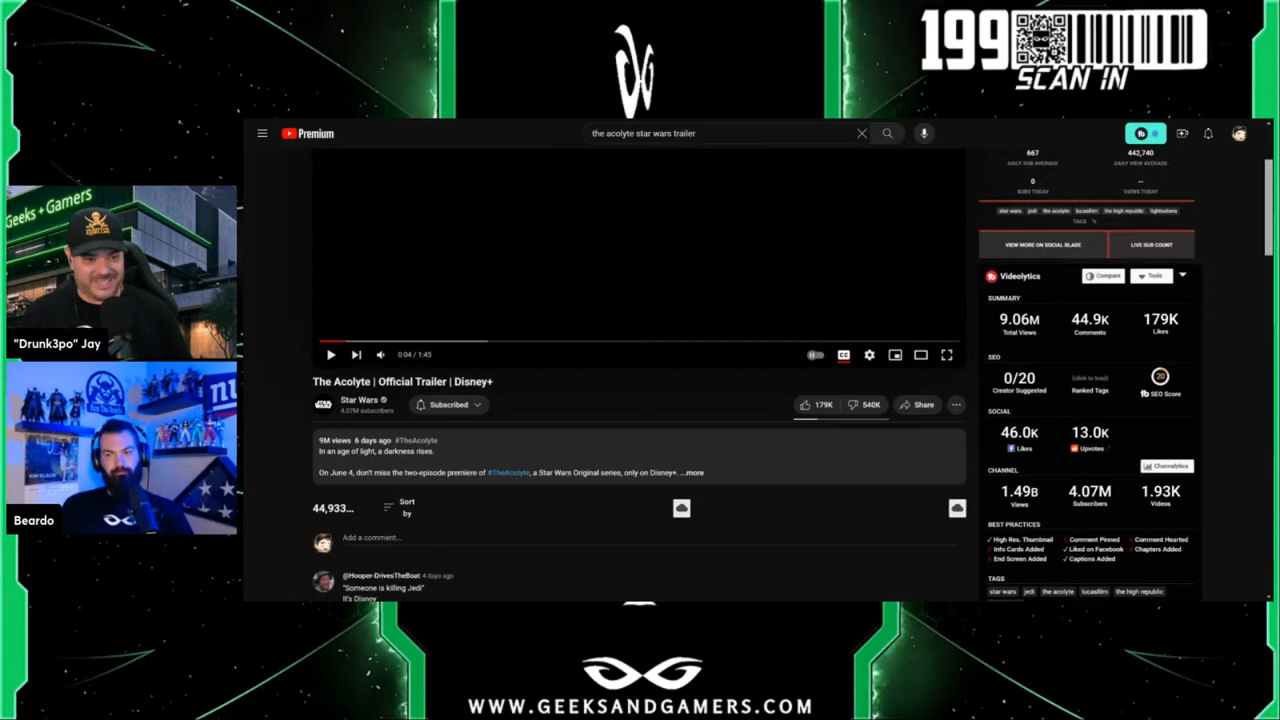 199
SCAN IN
Premium
the acolyte star wars trailer
Geeks + Gamers
"Drunk3po" Jay
Beardo
0:04 / 1:45
CC
The Acolyte | Official Trailer | Disney+
Star Wars
4.07M subscribers
Subscribed
179K
540K
Share
9M views 6 days ago #TheAcolyte
In an age of light, a darkness rises.
On June 4, don't miss the two-episode premiere of #TheAcolyte, a Star Wars Original series, only on Disney+. ...more
44,933...
Sort
by
Add a comment...
@Hooper-DrivesTheBoat 4 days ago
"Someone is killing Jedi"
It's Disney
667
442,740
DAILY SUB AVERAGE
DAILY VIEW AVERAGE
0
--
SUBS TODAY
VIEWS TODAY
star wars jedi the acolyte lucasfilm the high republic lightsabers
TAGS
VIEW MORE ON SOCIAL BLADE
LIVE SUB COUNT
Videolytics
Compare
Tools
SUMMARY
9.06M
44.9K
179K
Total Views
Comments
Likes
SEO
0/20
(click to load)
20
Creator Suggested
Ranked Tags
SEO Score
SOCIAL
46.0K
13.0K
Likes
Upvotes
CHANNEL
Channelytics
1.49B
4.07M
1.93K
Views
Subscribers
Videos
BEST PRACTICES
✓ High Res. Thumbnail
✗ Comment Pinned
✗ Comment Hearted
✗ Info Cards Added
✓ Liked on Facebook
✗ Chapters Added
✗ End Screen Added
✓ Captions Added
TAGS
star wars jedi the acolyte lucasfilm the high republic
WWW.GEEKSANDGAMERS.COM